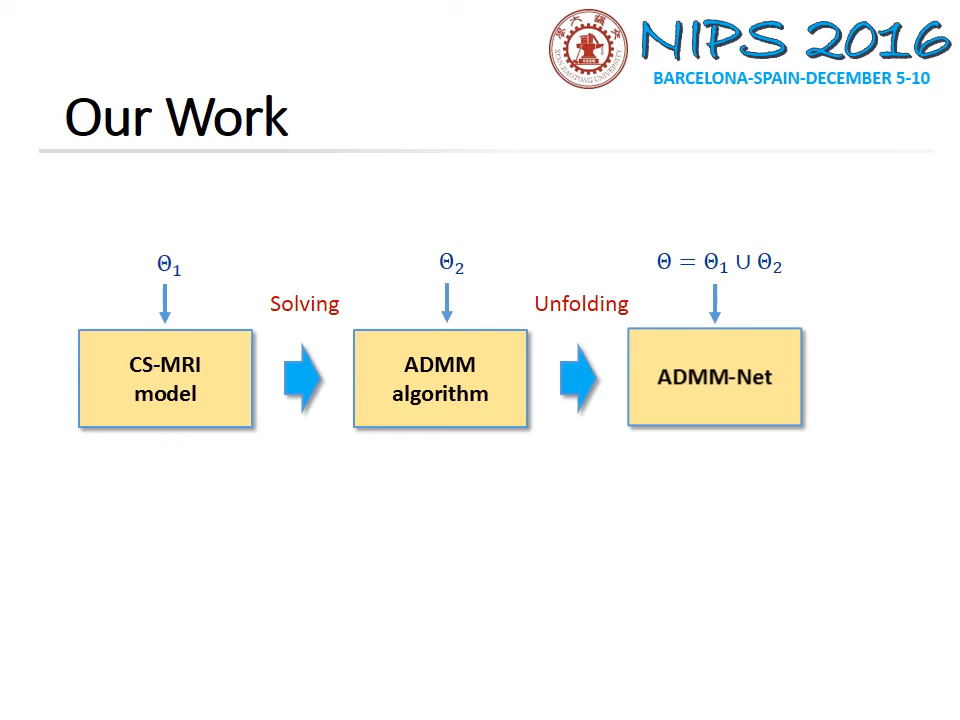 NIPS 2016
BARCELONA-SPAIN-DECEMBER 5-10
Our Work
Θ₁
Θ₂
Θ = Θ₁ ∪ Θ₂
Solving
Unfolding
CS-MRI
model
ADMM
algorithm
ADMM-Net